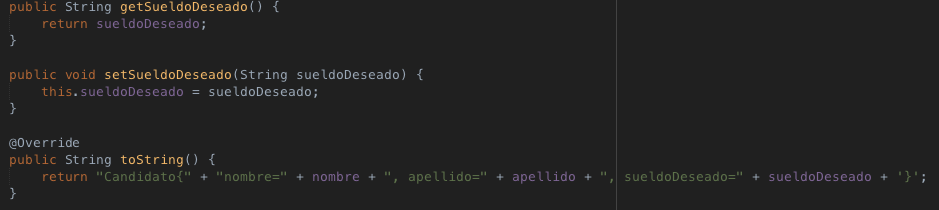 public String getSueldoDeseado() {
    return sueldoDeseado;
}
public void setSueldoDeseado(String sueldoDeseado) {
    this.sueldoDeseado = sueldoDeseado;
}
@Override
public String toString() {
    return "Candidato{" + "nombre=" + nombre + ", apellido=" + apellido + ", sueldoDeseado=" + sueldoDeseado + '}';
}